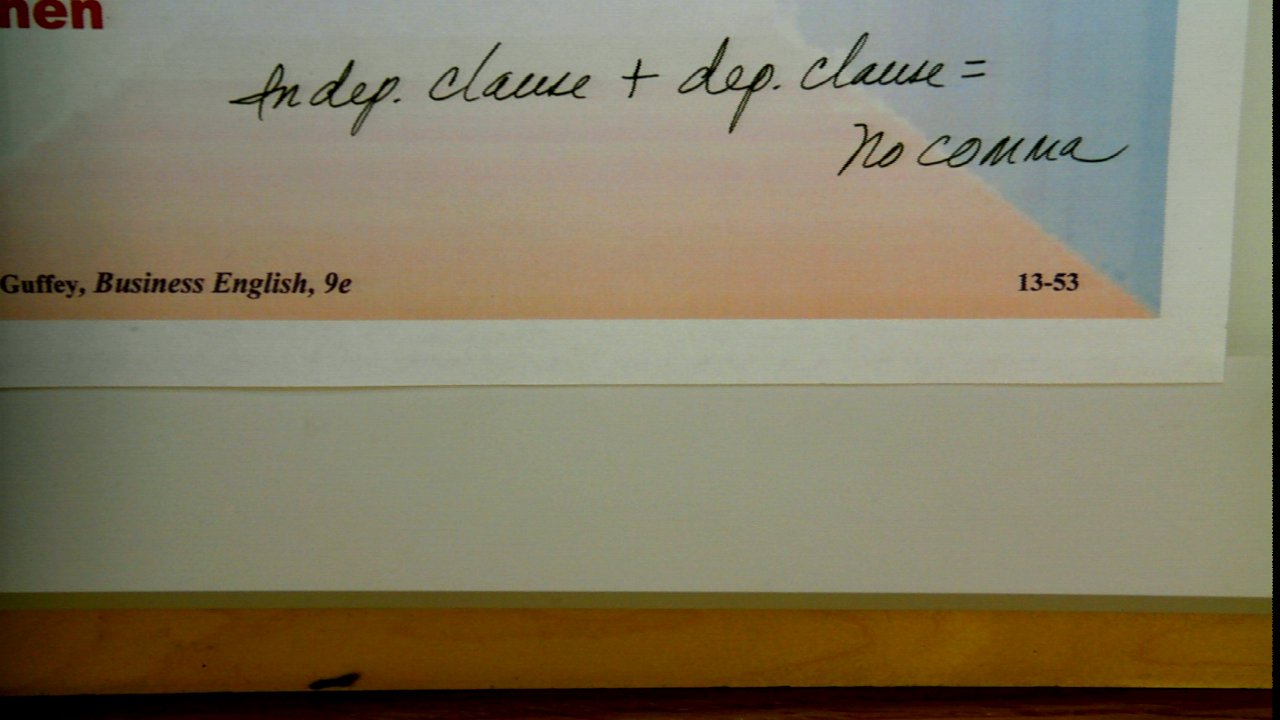 nen
Indep. clause + dep. clause =
no comma
Guffey, Business English, 9e
13-53